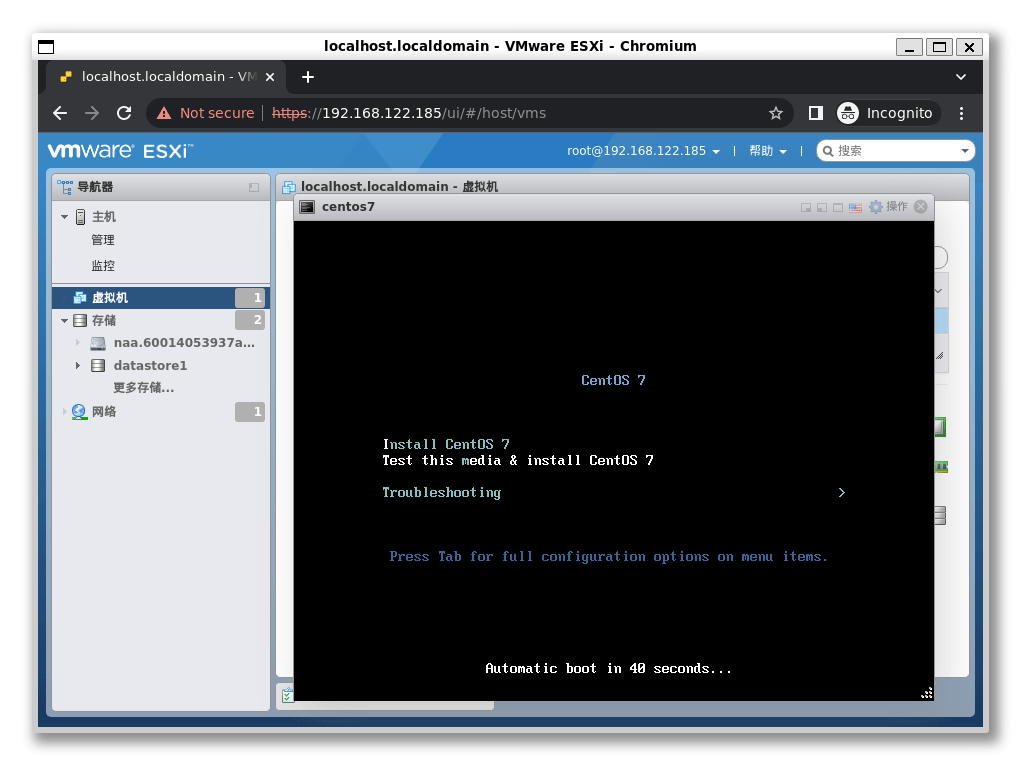 localhost.localdomain - VMware ESXi - Chromium
localhost.localdomain - VM
Not secure
https://192.168.122.185/ui/#/host/vms
Incognito
vmware ESXi™
root@192.168.122.185
帮助
搜索
导航器
主机
管理
监控
虚拟机 1
存储 2
naa.60014053937a...
datastore1
更多存储...
网络 1
localhost.localdomain - 虚拟机
centos7
操作
CentOS 7
Install CentOS 7
Test this media & install CentOS 7
Troubleshooting >
Press Tab for full configuration options on menu items.
Automatic boot in 40 seconds...